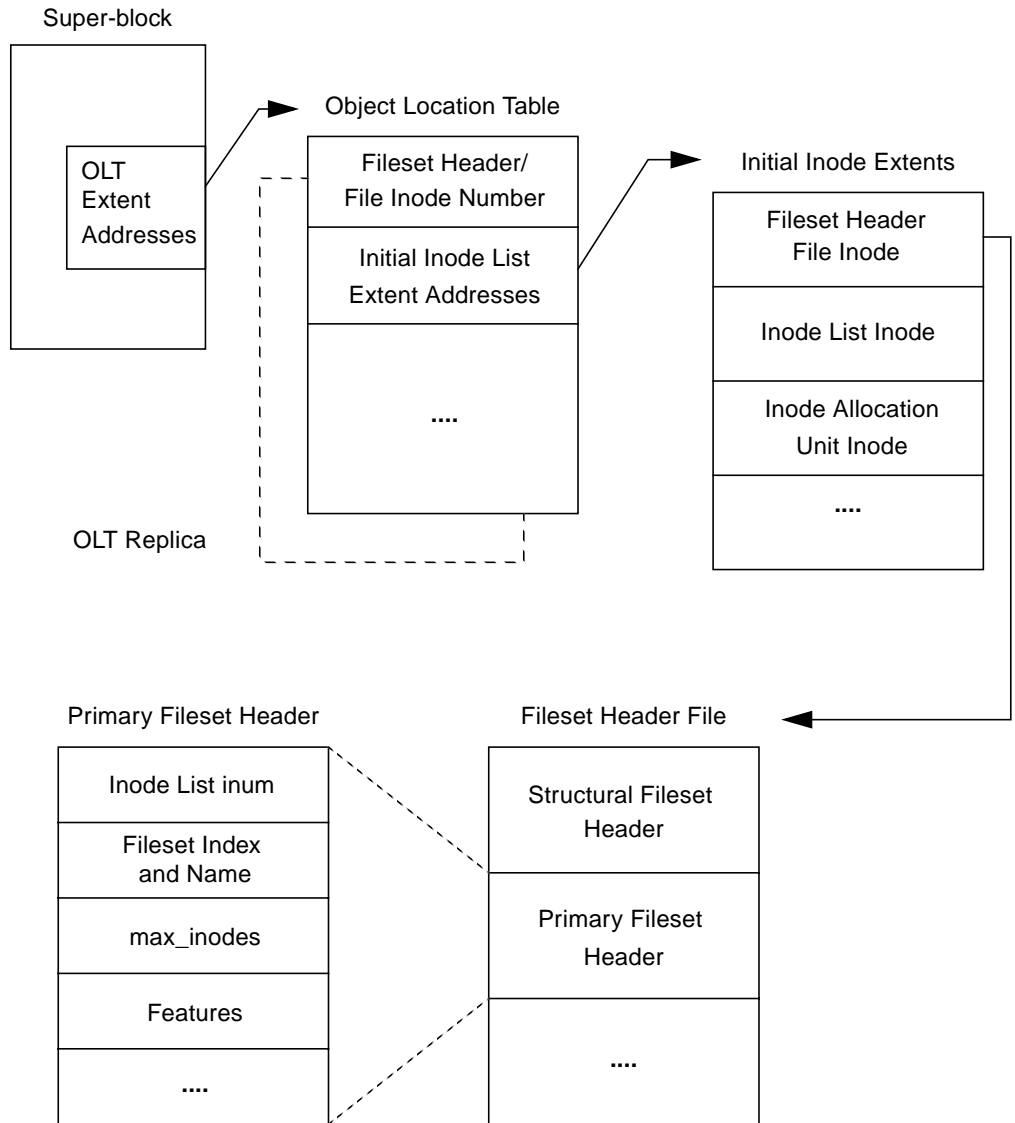 Super-block
OLT
Extent
Addresses
Object Location Table
Fileset Header/
File Inode Number
Initial Inode List
Extent Addresses
....
OLT Replica
Initial Inode Extents
Fileset Header
File Inode
Inode List Inode
Inode Allocation
Unit Inode
....
Primary Fileset Header
Inode List inum
Fileset Index
and Name
max_inodes
Features
....
Fileset Header File
Structural Fileset
Header
Primary Fileset
Header
....